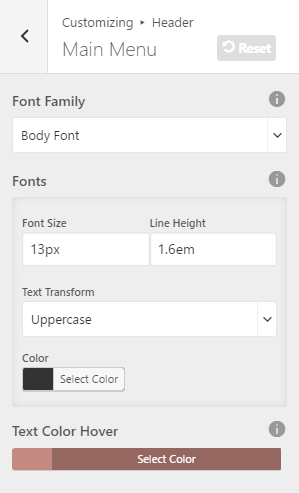 Customizing ▸ Header
Main Menu
Reset
Font Family
Body Font
Fonts
Font Size Line Height
13px 1.6em
Text Transform
Uppercase
Color
Select Color
Text Color Hover
Select Color